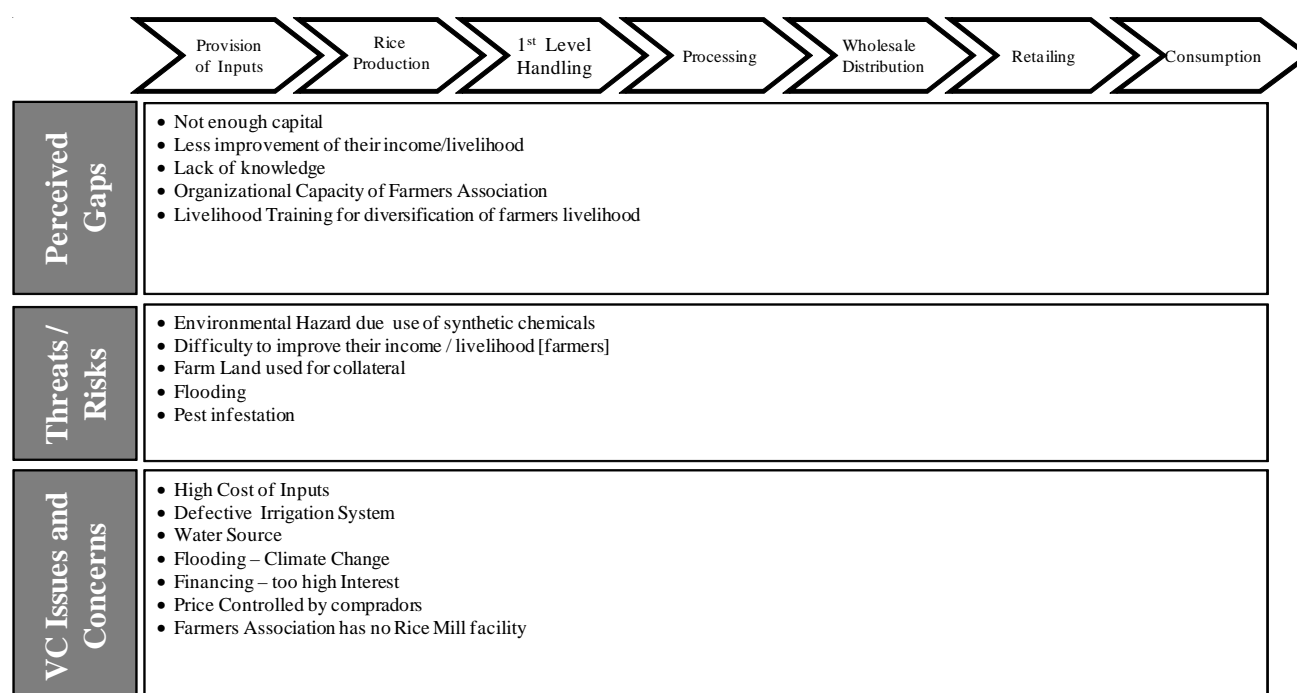 Provision
of Inputs
Rice
Production
1st Level
Handling
Processing
Wholesale
Distribution
Retailing
Consumption
Perceived
Gaps
• Not enough capital
• Less improvement of their income/livelihood
• Lack of knowledge
• Organizational Capacity of Farmers Association
• Livelihood Training for diversification of farmers livelihood
Threats /
Risks
• Environmental Hazard due use of synthetic chemicals
• Difficulty to improve their income / livelihood [farmers]
• Farm Land used for collateral
• Flooding
• Pest infestation
VC Issues and
Concerns
• High Cost of Inputs
• Defective Irrigation System
• Water Source
• Flooding – Climate Change
• Financing – too high Interest
• Price Controlled by compradors
• Farmers Association has no Rice Mill facility